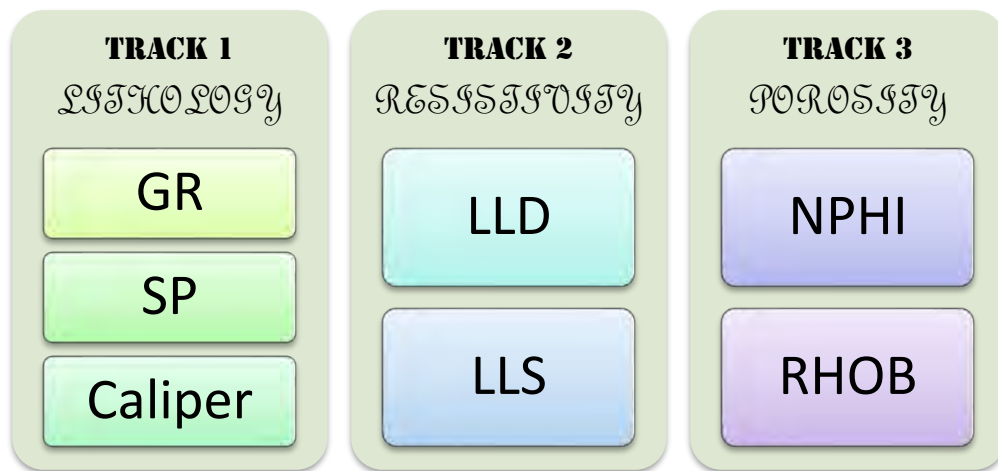 TRACK 1
LITHOLOGY
GR
SP
Caliper
TRACK 2
RESISTIVITY
LLD
LLS
TRACK 3
POROSITY
NPHI
RHOB